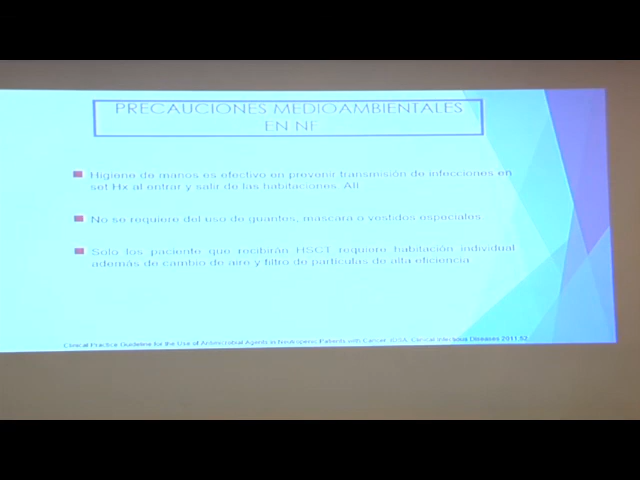 PRECAUCIONES MEDIOAMBIENTALES
EN NF
Higiene de manos es efectivo en prevenir transmisión de infecciones en
set Hx al entrar y salir de las habitaciones. AII
No se requiere del uso de guantes, máscara o vestidos especiales.
Solo los paciente que recibirán HSCT requiere habitación individual
además de cambio de aire y filtro de partículas de alta eficiencia
Clinical Practice Guideline for the Use of Antimicrobial Agents in Neutropenic Patients with Cancer. IDSA. Clinical Infectious Diseases 2011.52